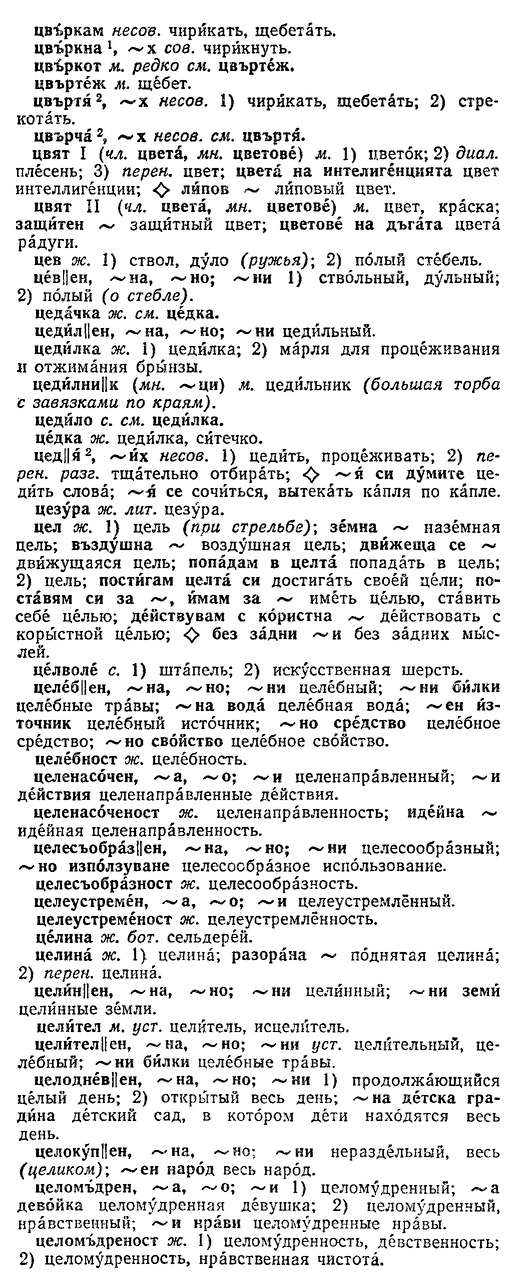 цвъ́ркам несов. чири́кать, щебета́ть.
цвъ́ркна ¹, ~х сов. чири́кнуть.
цвъ́ркот м. редко см. цвърте́ж.
цвърте́ж м. ще́бет.
цвъртя́ ², ~х несов. 1) чири́кать, щебета́ть; 2) стре-
кота́ть.
цвърча́ ², ~х несов. см. цвъртя́.
цвят I (чл. цвета́, мн. цветове́) м. 1) цвето́к; 2) диал.
пле́сень; 3) перен. цвет; цвета́ на интелиге́нцията цвет
интеллиге́нции; ◇ ли́пов ~ ли́повый цвет.
цвят II (чл. цвета́, мн. цветове́) м. цвет, кра́ска;
защи́тен ~ защи́тный цвет; цветове́ на дъга́та цвета́
ра́дуги.
цев ж. 1) ствол, ду́ло (ружья́); 2) по́лый сте́бель.
це́в||ен, ~на, ~но; ~ни 1) ство́льный, ду́льный;
2) по́лый (о стебле).
цеда́чка ж. см. це́дка.
цеди́л||ен, ~на, ~но; ~ни цеди́льный.
цеди́лка ж. 1) цеди́лка; 2) ма́рля для проце́живания
и отжима́ния бры́нзы.
цеди́лни||к (мн. ~ци) м. цеди́льник (больша́я торба
с завязками по краям).
цеди́ло с. см. цеди́лка.
це́дка ж. цеди́лка, си́течко.
цед||я́ ², ~и́х несов. 1) цеди́ть, проце́живать; 2) пе-
рен. разг. тща́тельно отбира́ть; ◇ ~я́ си ду́мите це-
ди́ть слова́; ~я́ се сочи́ться, вытека́ть ка́пля по ка́пле.
цезу́ра ж. лит. цезу́ра.
цел ж. 1) цель (при стрельбе́); зе́мна ~ назе́мная
цель; възду́шна ~ возду́шная цель; дви́жеща се ~
дви́жущаяся цель; попа́дам в целта́ попада́ть в цель;
2) цель; пости́гам целта́ си достига́ть свое́й це́ли; по-
ста́вям си за ~, и́мам за ~ име́ть це́лью, ста́вить
себе́ це́лью; де́йствувам с ко́ристна ~ де́йствовать с
коры́стной це́лью; ◇ без за́дни ~и без за́дних мы́с-
лей.
це́лволе́ с. 1) шта́пель; 2) иску́сственная шерсть.
целе́б||ен, ~на, ~но; ~ни целе́бный; ~ни би́лки
целе́бные тра́вы; ~на вода́ целе́бная вода́; ~ен и́з-
точник целе́бный исто́чник; ~но сре́дство целе́бное
сре́дство; ~но сво́йство целе́бное сво́йство.
целе́бност ж. целе́бность.
целенасо́чен, ~а, ~о; ~и целенапра́вленный; ~и
де́йствия целенапра́вленные де́йствия.
целенасо́ченост ж. целенапра́вленность; иде́йна ~
иде́йная целенапра́вленность.
целесъобра́з||ен, ~на, ~но; ~ни целесообра́зный;
~но изпо́лзуване целесообра́зное испо́льзование.
целесъобра́зност ж. целесообра́зность.
целеустреме́н, ~а, ~о; ~и целеустремлённый.
целеустреме́ност ж. целеустремлённость.
це́лина ж. бот. сельдере́й.
целина́ ж. 1) целина́; разора́на ~ по́днятая целина́;
2) перен. целина́.
цели́н||ен, ~на, ~но; ~ни цели́нный; ~ни земи́
цели́нные зе́мли.
цели́тел м. уст. цели́тель, исцели́тель.
цели́тел||ен, ~на, ~но; ~ни уст. цели́тельный, це-
ле́бный; ~ни би́лки целе́бные тра́вы.
целодне́в||ен, ~на, ~но; ~ни 1) продолжа́ющийся
це́лый день; 2) откры́тый весь день; ~на де́тска гра-
ди́на де́тский сад, в кото́ром де́ти нахо́дятся весь
день.
целоку́п||ен, ~на, ~но; ~ни неразде́льный, весь
(целико́м); ~ен наро́д весь наро́д.
целомъ́дрен, ~а, ~о; ~и 1) целому́дренный; ~а
дево́йка целому́дренная де́вушка; 2) целому́дренный,
нра́вственный; ~и нра́ви целому́дренные нра́вы.
целомъ́дреност ж. 1) целому́дренность, де́вственность;
2) целому́дренность, нра́вственная чистота́.